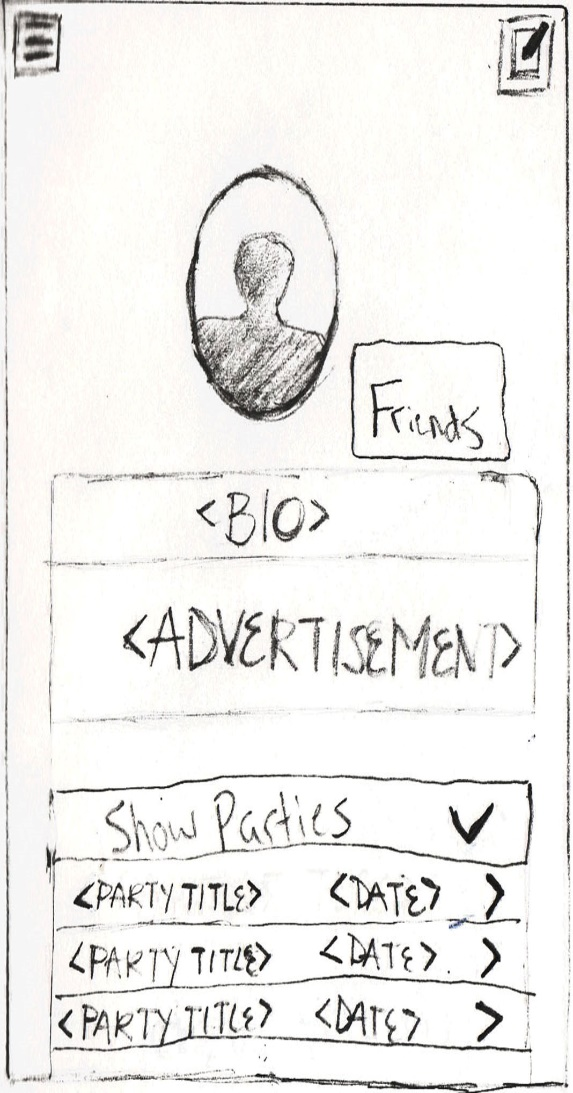 Friends
<BIO>
<ADVERTISEMENT>
Show Parties
<PARTY TITLE> <DATE> >
<PARTY TITLE> <DATE> >
<PARTY TITLE> <DATE> >